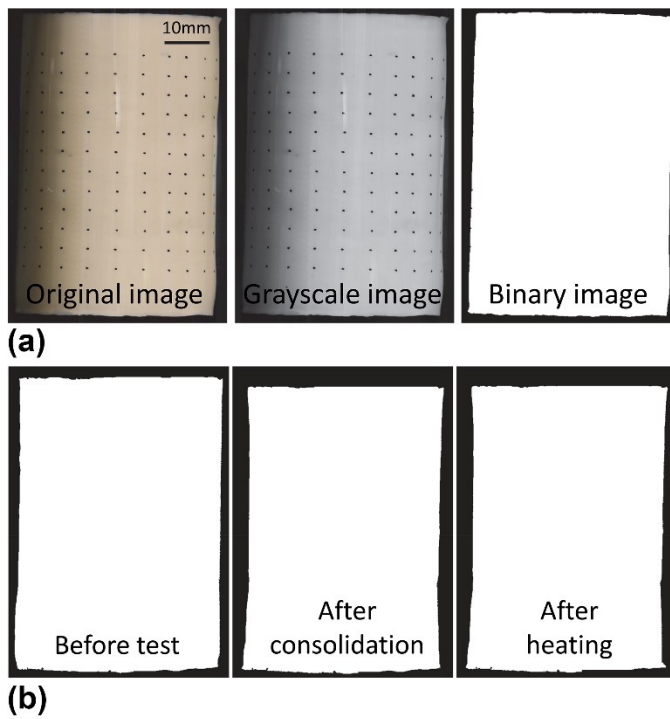 10mm
Original image
Grayscale image
Binary image
(a)
Before test
After
consolidation
After
heating
(b)